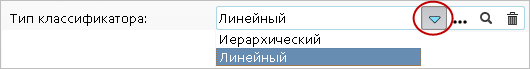 Тип классификатора: Линейный
Иерархический
Линейный